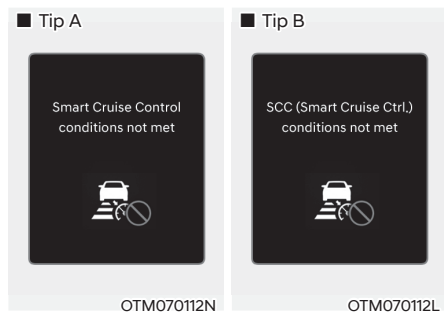 ■ Tip A
Smart Cruise Control
conditions not met
OTM070112N
■ Tip B
SCC (Smart Cruise Ctrl.)
conditions not met
OTM070112L